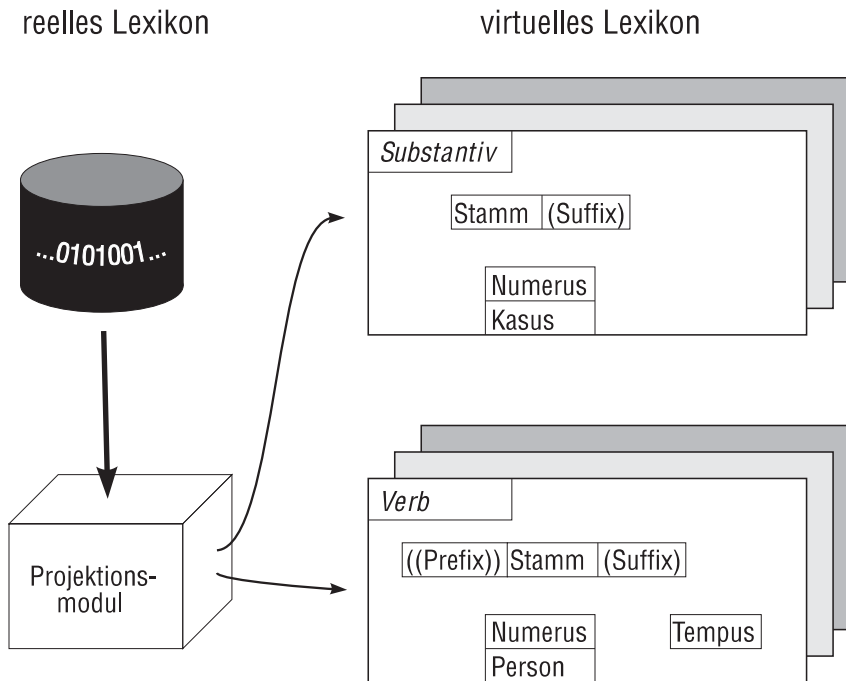 reelles Lexikon
virtuelles Lexikon
...0101001...
Projektions-
modul
Substantiv
Stamm (Suffix)
Numerus
Kasus
Verb
((Prefix)) Stamm (Suffix)
Numerus Tempus
Person